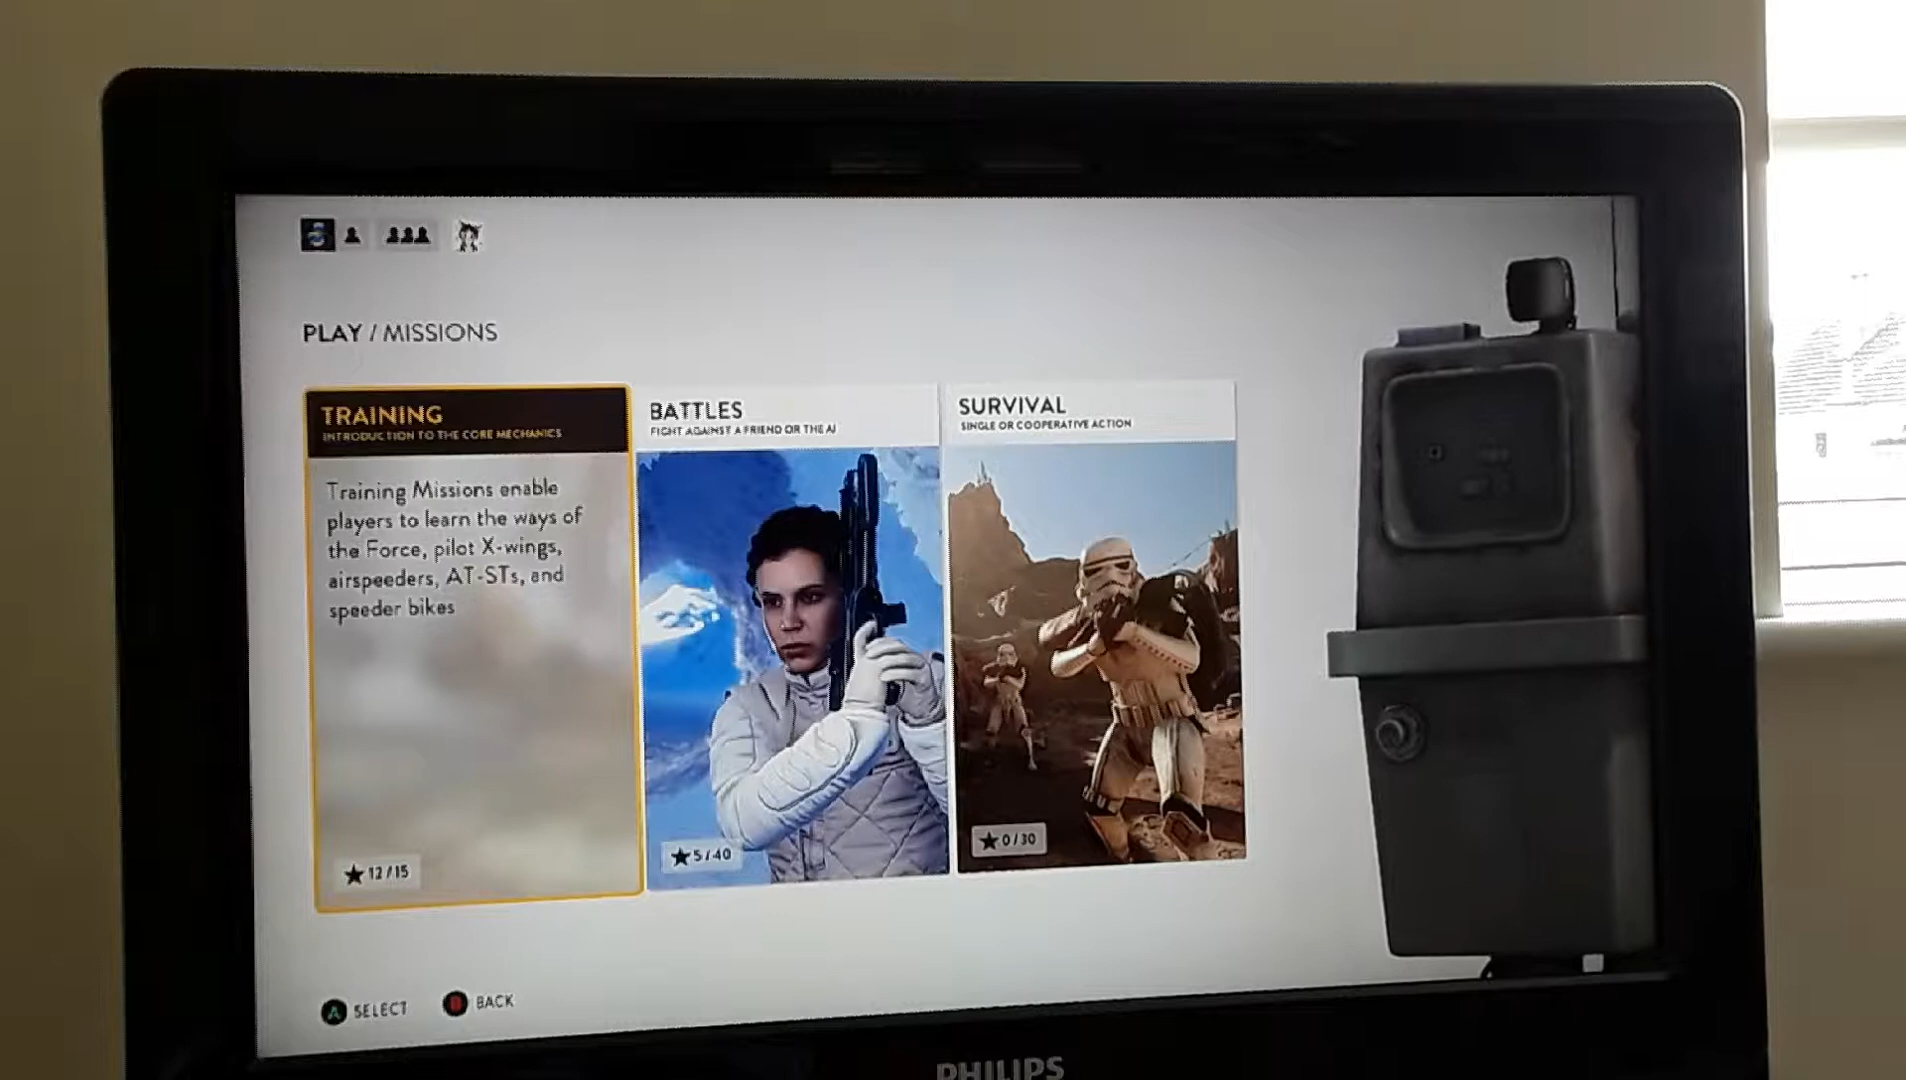 PLAY / MISSIONS
TRAINING
INTRODUCTION TO THE CORE MECHANICS
Training Missions enable
players to learn the ways of
the Force, pilot X-wings,
airspeeders, AT-STs, and
speeder bikes
12/15
BATTLES
FIGHT AGAINST A FRIEND OR THE AI
5/40
SURVIVAL
SINGLE OR COOPERATIVE ACTION
0/30
A SELECT B BACK
PHILIPS